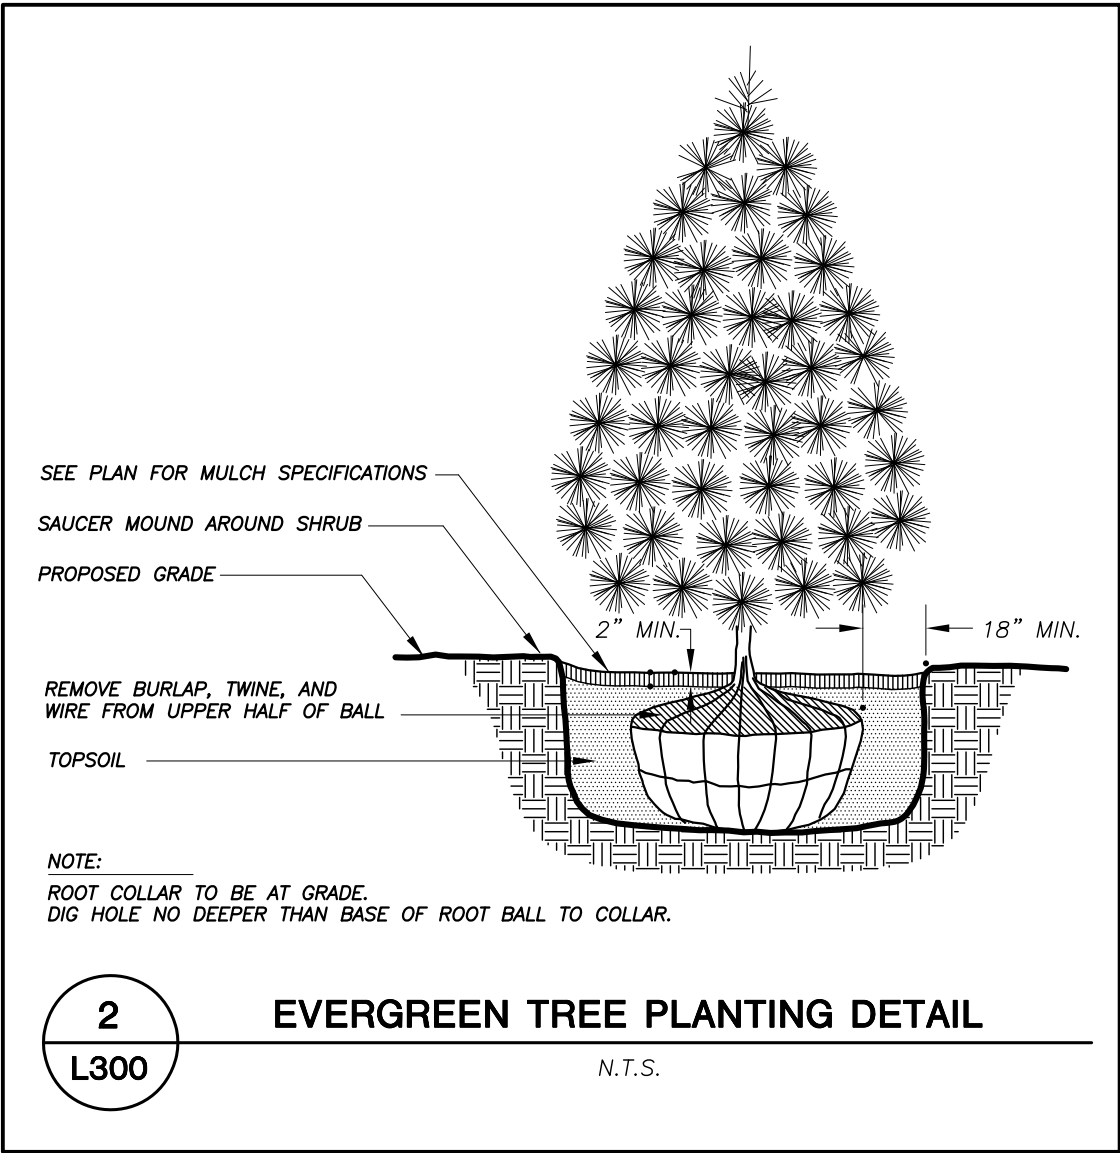 SEE PLAN FOR MULCH SPECIFICATIONS
SAUCER MOUND AROUND SHRUB
PROPOSED GRADE
2" MIN.
18" MIN.
REMOVE BURLAP, TWINE, AND
WIRE FROM UPPER HALF OF BALL
TOPSOIL
NOTE:
ROOT COLLAR TO BE AT GRADE.
DIG HOLE NO DEEPER THAN BASE OF ROOT BALL TO COLLAR.
2
L300
EVERGREEN TREE PLANTING DETAIL
N.T.S.